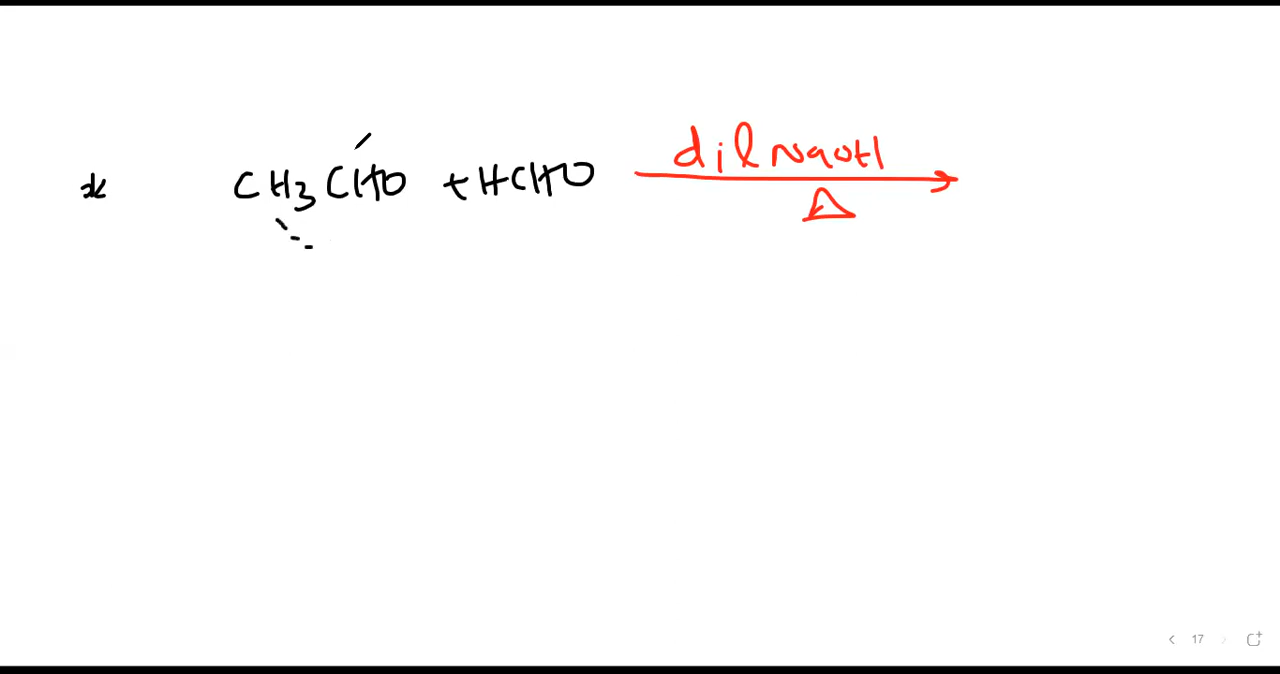 CH3CHO + HCHO dil NaOH
Δ
17